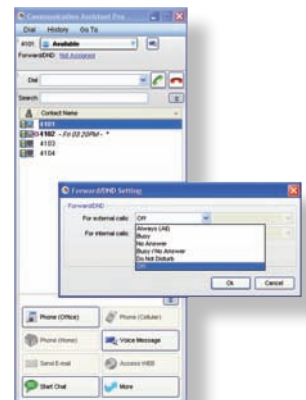 Communication Assistant Pro
Dial History Go To
4101 Available
Forward/DND: Not Assigned
Dial
Search
Contact Name
4101
4102 - Fri 03:20PM - *
4103
4104
Forward/DND Setting
Forward/DND
For external calls: Off
For internal calls:
Always (All)
Busy
No Answer
Busy / No Answer
Do Not Disturb
Off
Ok Cancel
Phone (Office) Phone (Cellular)
Phone (Home) Voice Message
Send E-mail Access WEB
Start Chat More